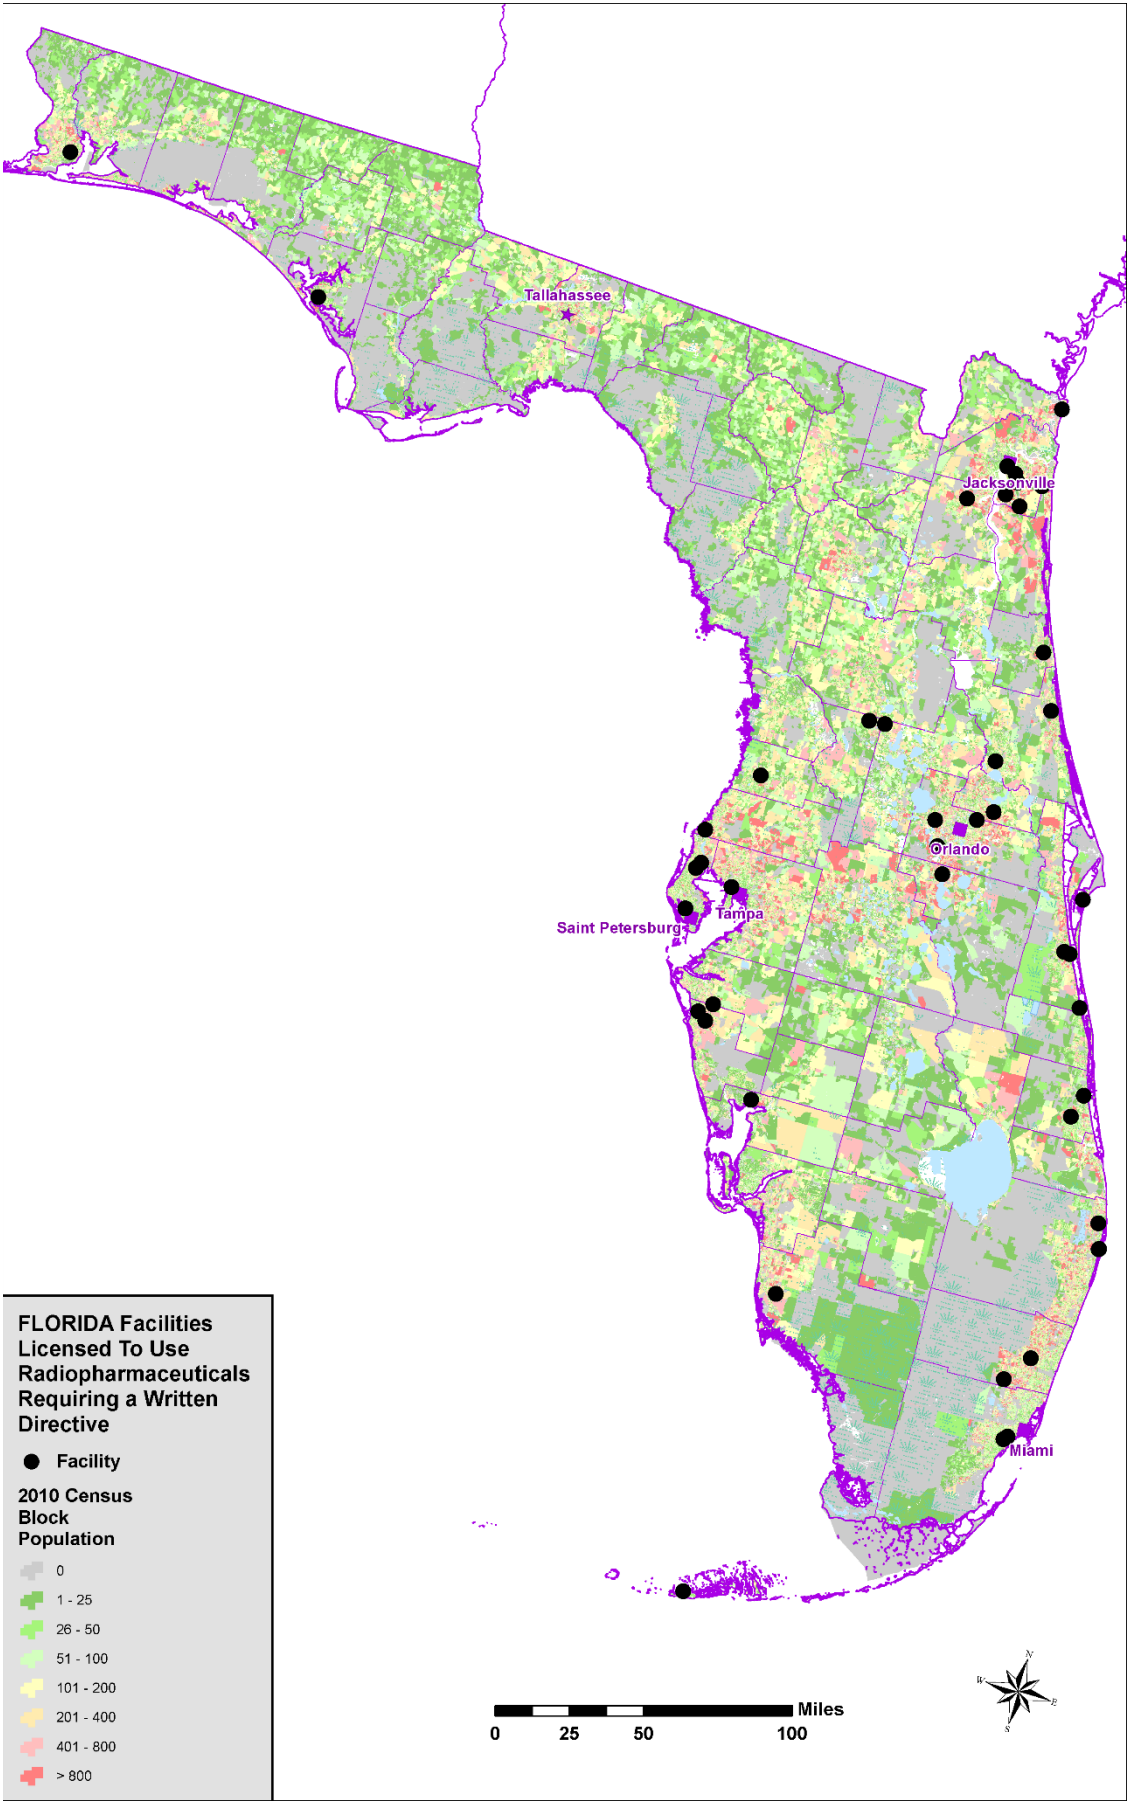 Tallahassee
Jacksonville
Orlando
Tampa
Saint Petersburg
Miami
FLORIDA Facilities
Licensed To Use
Radiopharmaceuticals
Requiring a Written
Directive
Facility
2010 Census
Block
Population
0
1 - 25
26 - 50
51 - 100
101 - 200
201 - 400
401 - 800
> 800
N
W
E
S
Miles
0 25 50 100